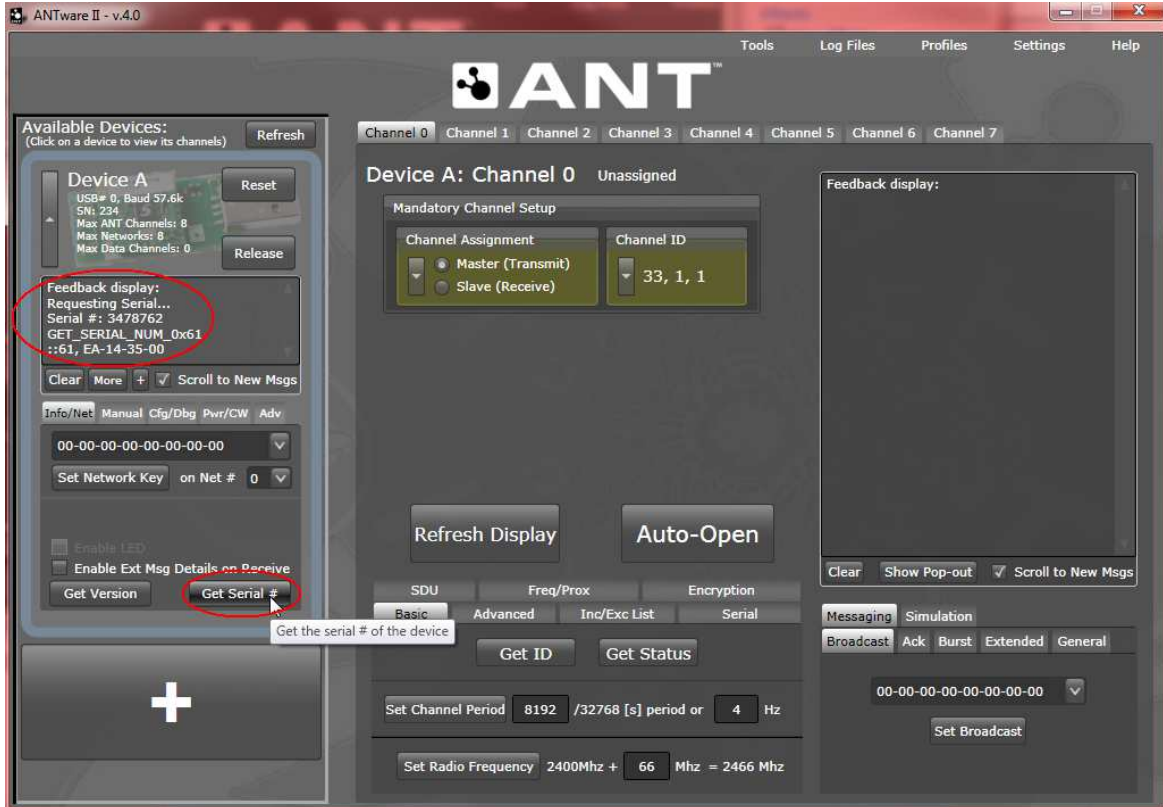 ANTware II - v.4.0
Tools Log Files Profiles Settings Help
ANT™
Available Devices:
(Click on a device to view its channels)
Refresh
Device A
USB# 0, Baud 57.6k
SN: 234
Max ANT Channels: 8
Max Networks: 8
Max Data Channels: 0
Reset
Release
Feedback display:
Requesting Serial...
Serial #: 3478762
GET_SERIAL_NUM_0x61
::61, EA-14-35-00
Clear More + Scroll to New Msgs
Info/Net Manual Cfg/Dbg Pwr/CW Adv
00-00-00-00-00-00-00-00
Set Network Key on Net # 0
Enable LED
Enable Ext Msg Details on Receive
Get Version Get Serial #
Get the serial # of the device
Channel 0 Channel 1 Channel 2 Channel 3 Channel 4 Channel 5 Channel 6 Channel 7
Device A: Channel 0 Unassigned
Mandatory Channel Setup
Channel Assignment
Master (Transmit)
Slave (Receive)
Channel ID
33, 1, 1
Refresh Display Auto-Open
SDU Freq/Prox Encryption
Basic Advanced Inc/Exc List Serial
Get ID Get Status
Set Channel Period 8192 /32768 [s] period or 4 Hz
Set Radio Frequency 2400Mhz + 66 Mhz = 2466 Mhz
Feedback display:
Clear Show Pop-out Scroll to New Msgs
Messaging Simulation
Broadcast Ack Burst Extended General
00-00-00-00-00-00-00-00
Set Broadcast